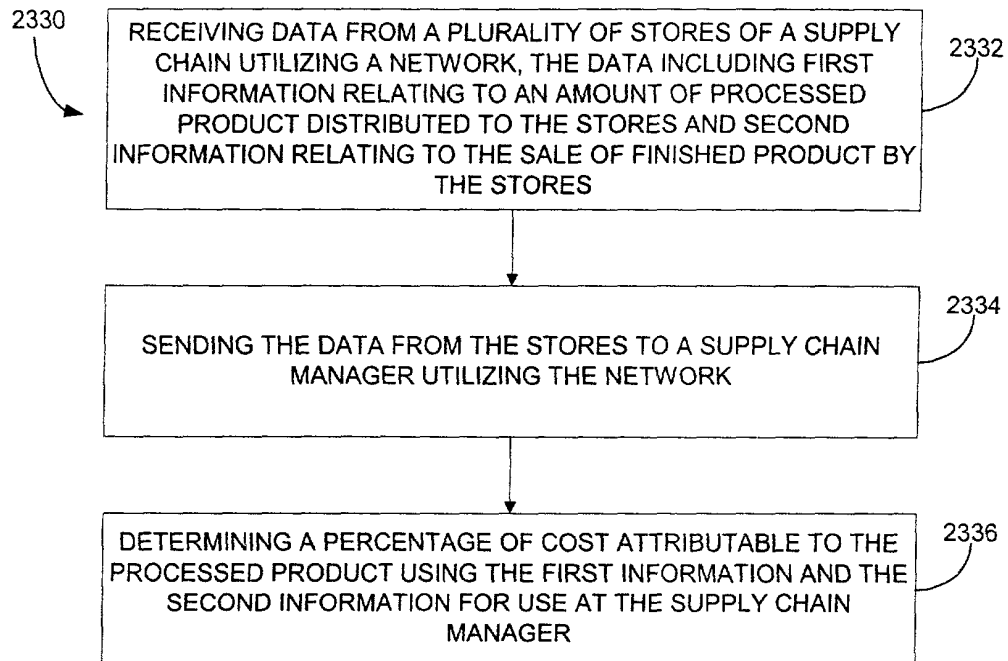 2330
RECEIVING DATA FROM A PLURALITY OF STORES OF A SUPPLY
CHAIN UTILIZING A NETWORK, THE DATA INCLUDING FIRST
INFORMATION RELATING TO AN AMOUNT OF PROCESSED
PRODUCT DISTRIBUTED TO THE STORES AND SECOND
INFORMATION RELATING TO THE SALE OF FINISHED PRODUCT BY
THE STORES
2332
SENDING THE DATA FROM THE STORES TO A SUPPLY CHAIN
MANAGER UTILIZING THE NETWORK
2334
DETERMINING A PERCENTAGE OF COST ATTRIBUTABLE TO THE
PROCESSED PRODUCT USING THE FIRST INFORMATION AND THE
SECOND INFORMATION FOR USE AT THE SUPPLY CHAIN
MANAGER
2336